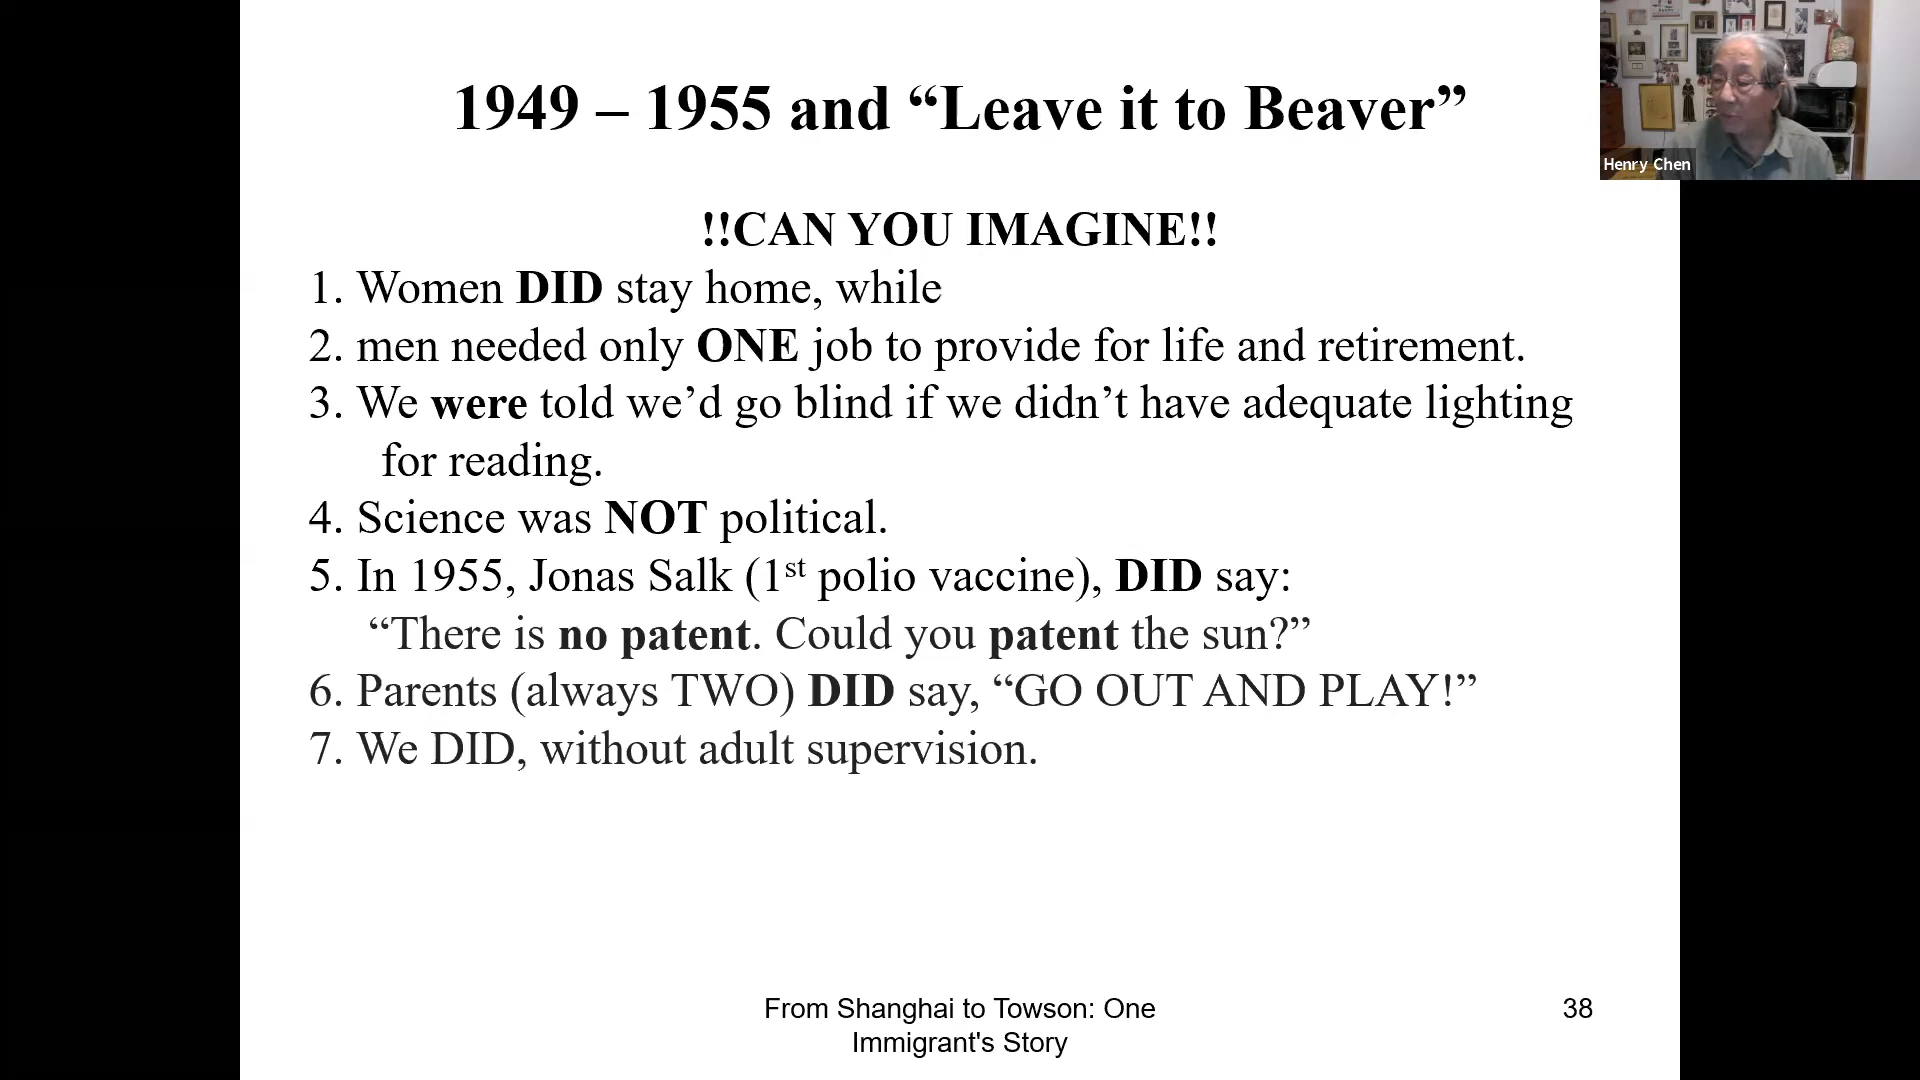 1949 – 1955 and “Leave it to Beaver”
Henry Chen
!!CAN YOU IMAGINE!!
1. Women DID stay home, while
2. men needed only ONE job to provide for life and retirement.
3. We were told we’d go blind if we didn’t have adequate lighting
for reading.
4. Science was NOT political.
5. In 1955, Jonas Salk (1st polio vaccine), DID say:
“There is no patent. Could you patent the sun?”
6. Parents (always TWO) DID say, “GO OUT AND PLAY!”
7. We DID, without adult supervision.
From Shanghai to Towson: One
Immigrant's Story
38